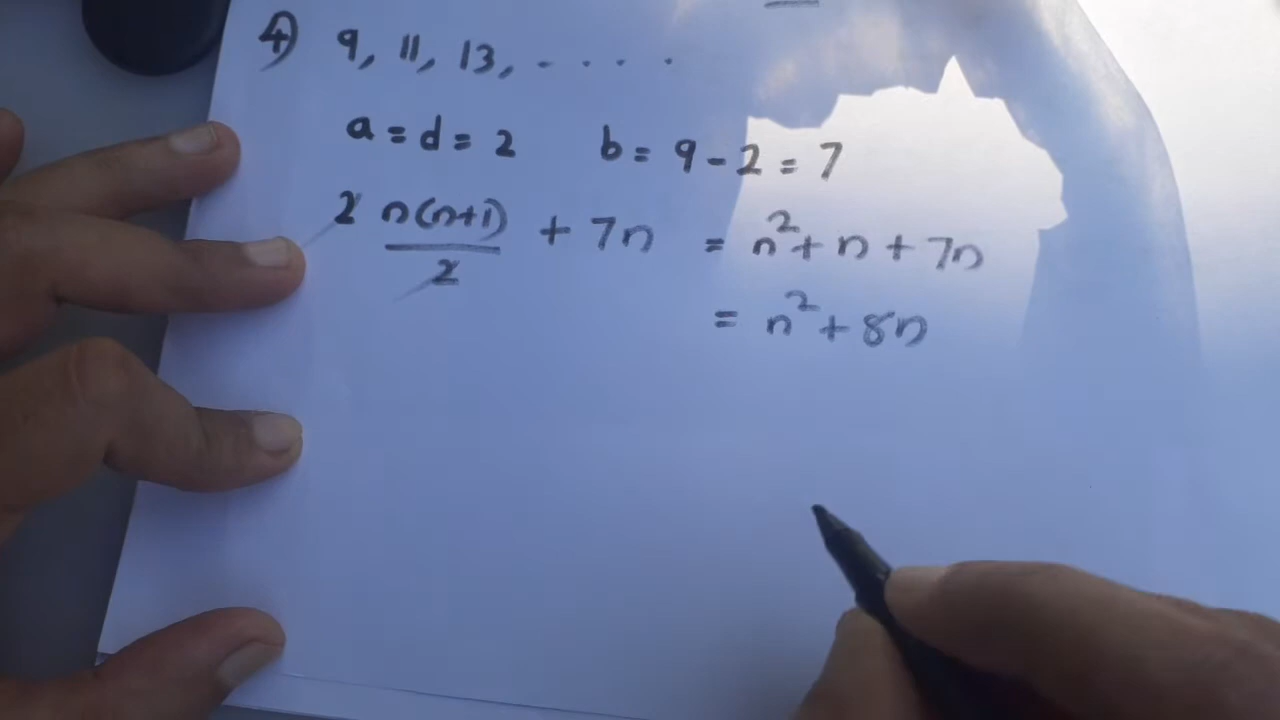 4) 9, 11, 13, - . . . .
a = d = 2 b = 9 - 2 = 7
2 n(n+1)/2 + 7n = n² + n + 7n
= n² + 8n